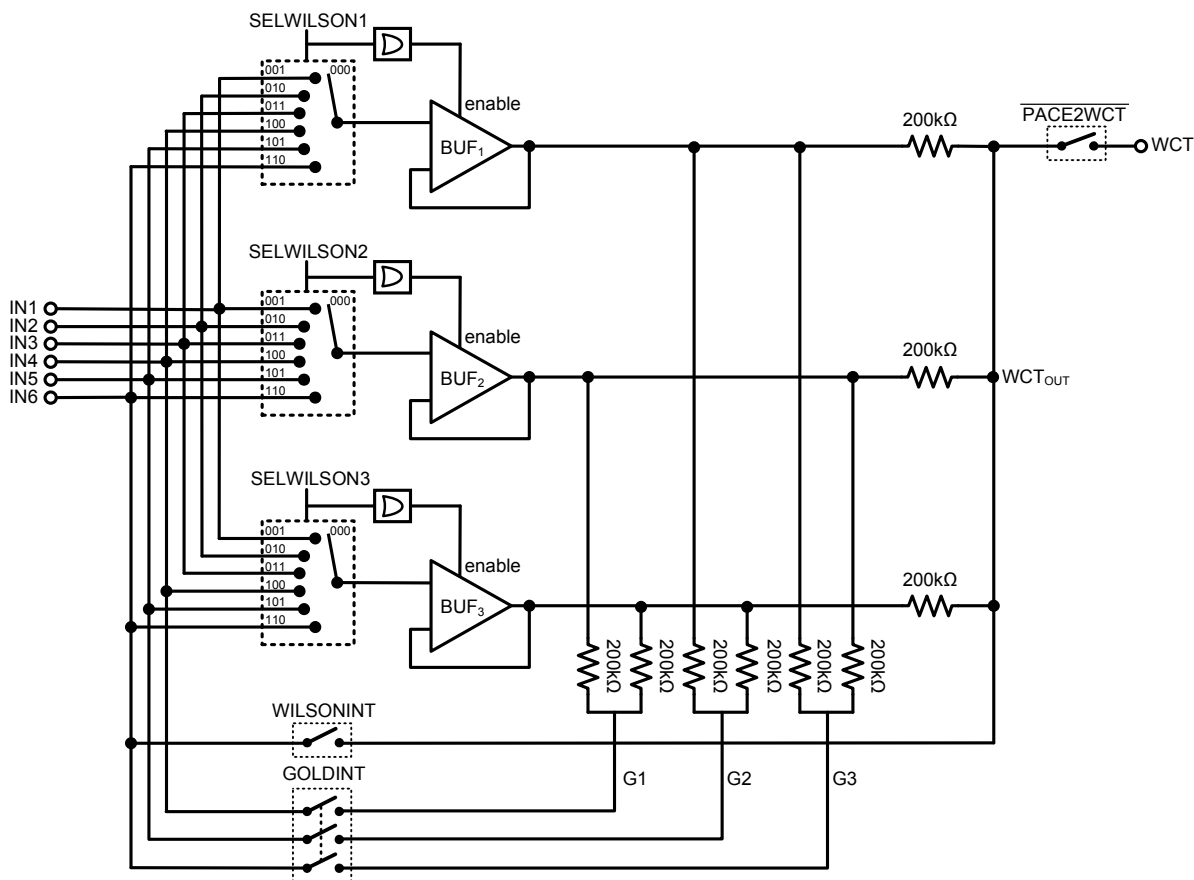 SELWILSON1
001
000
010
011
100
101
110
enable
BUF₁
200kΩ
PACE2WCT
WCT
SELWILSON2
IN1
IN2
IN3
IN4
IN5
IN6
001
000
010
011
100
101
110
enable
BUF₂
200kΩ
WCTOUT
SELWILSON3
001
000
010
011
100
101
110
enable
BUF₃
200kΩ
200kΩ
200kΩ
200kΩ
200kΩ
200kΩ
200kΩ
WILSONINT
GOLDINT
G1
G2
G3